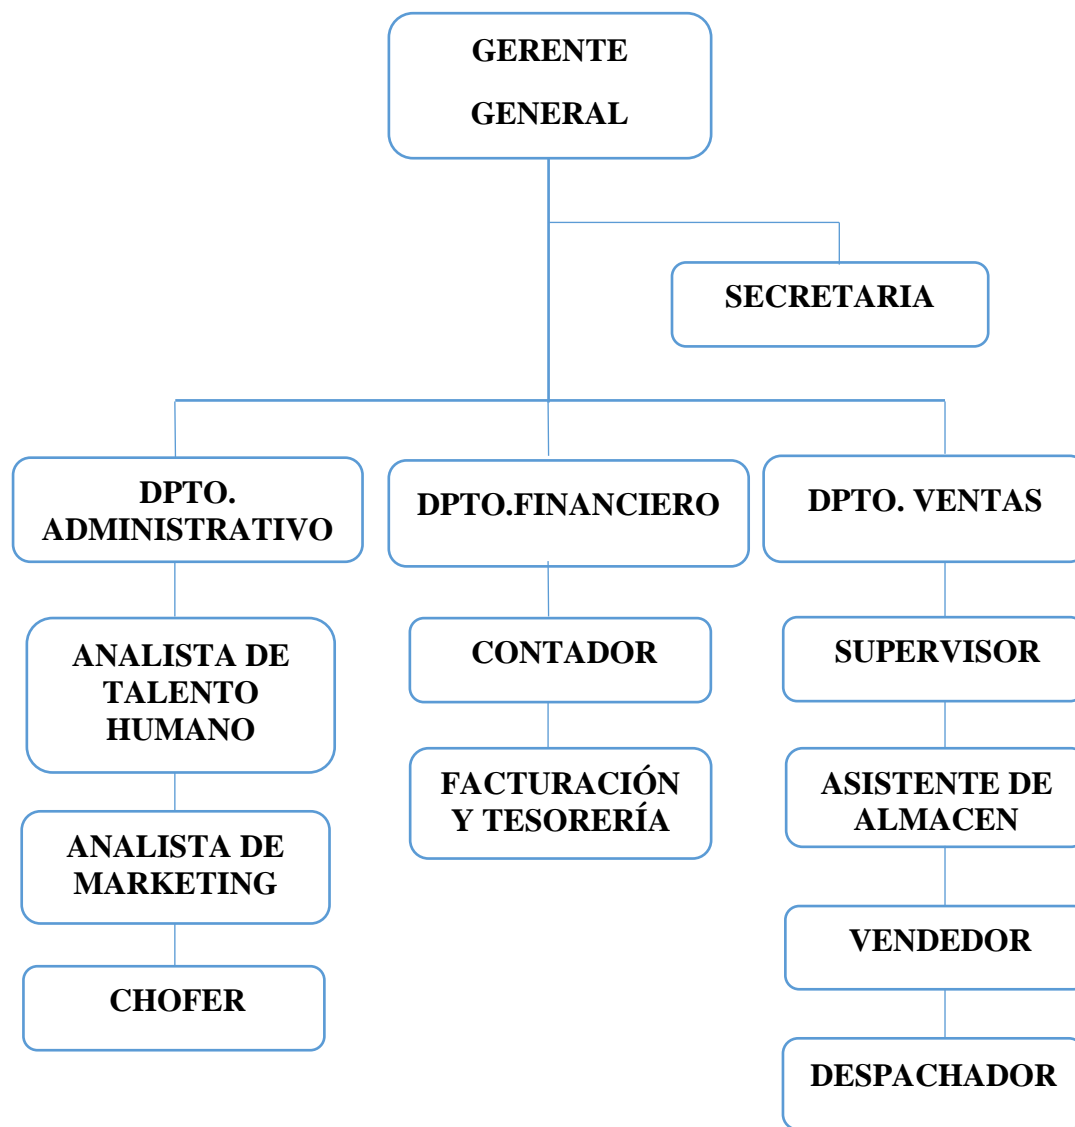 GERENTE
GENERAL
SECRETARIA
DPTO.
ADMINISTRATIVO
DPTO.FINANCIERO
DPTO. VENTAS
ANALISTA DE
TALENTO
HUMANO
CONTADOR
SUPERVISOR
FACTURACIÓN
Y TESORERÍA
ASISTENTE DE
ALMACEN
ANALISTA DE
MARKETING
VENDEDOR
CHOFER
DESPACHADOR